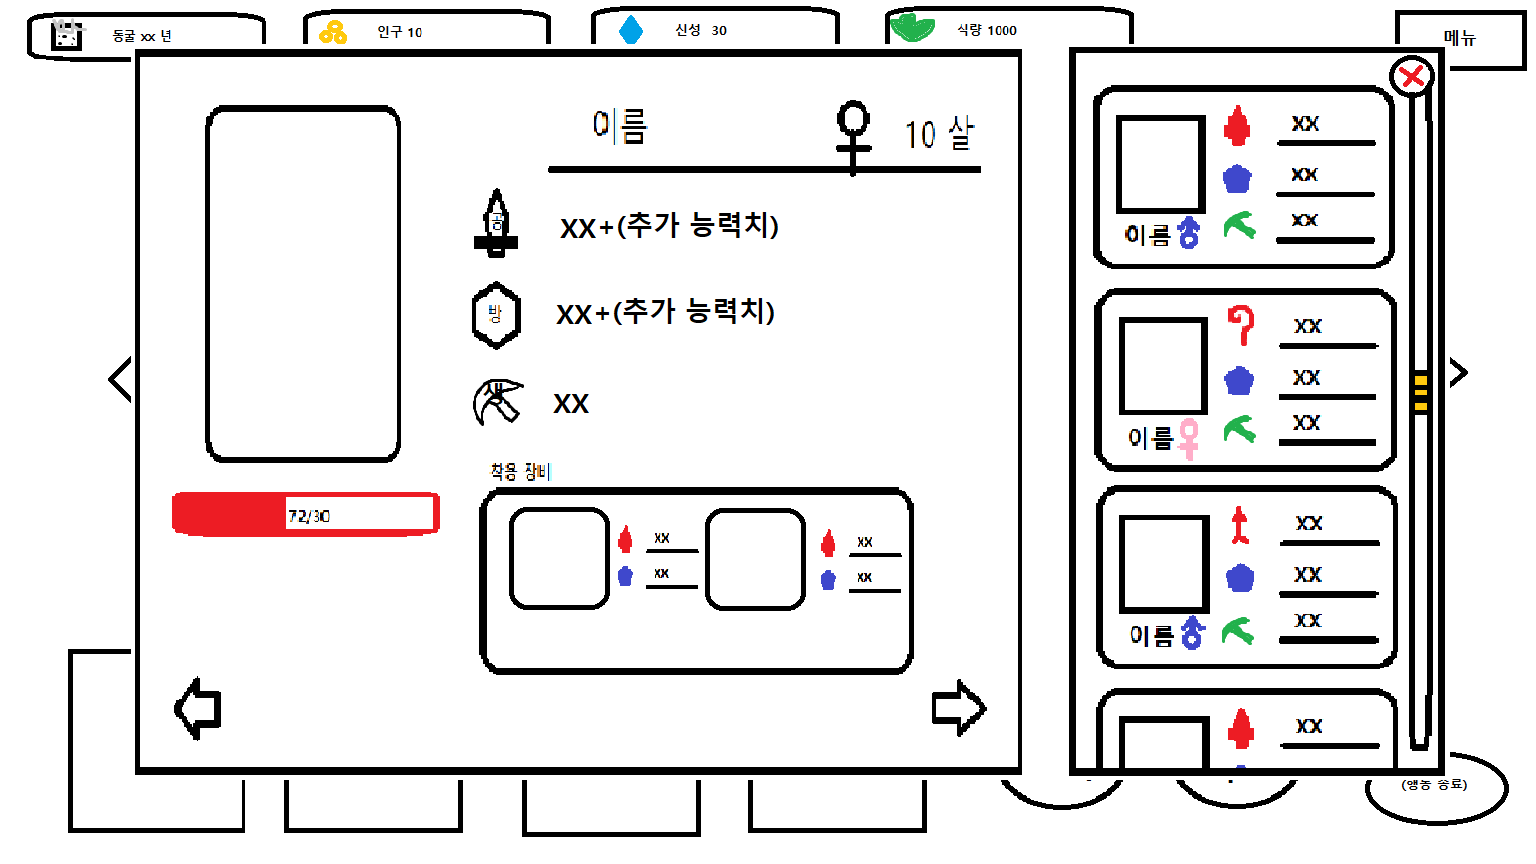 동굴 xx 년
인구 10
신성 30
식량 1000
메뉴
이름
10 살
공
XX+(추가 능력치)
방
XX+(추가 능력치)
생
XX
착용 장비
xx
xx
xx
xx
72/30
XX
XX
XX
이름
XX
XX
XX
이름
XX
XX
XX
이름
XX
(행동 종료)